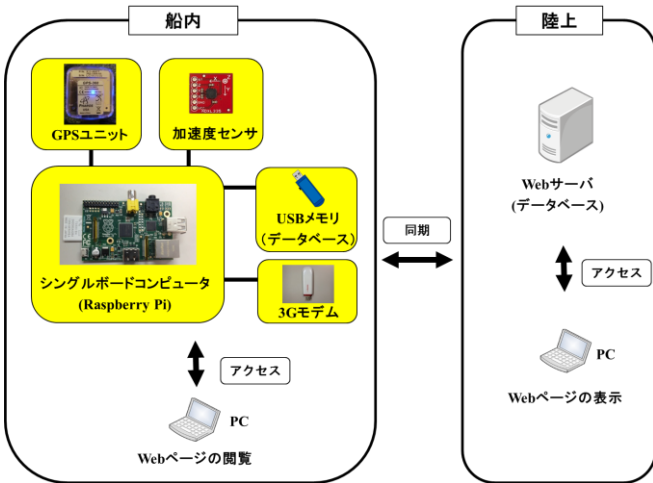 船内
GPSユニット
加速度センサ
シングルボードコンピュータ
(Raspberry Pi)
USBメモリ
(データベース)
3Gモデム
アクセス
PC
Webページの閲覧
同期
陸上
Webサーバ
(データベース)
アクセス
PC
Webページの表示